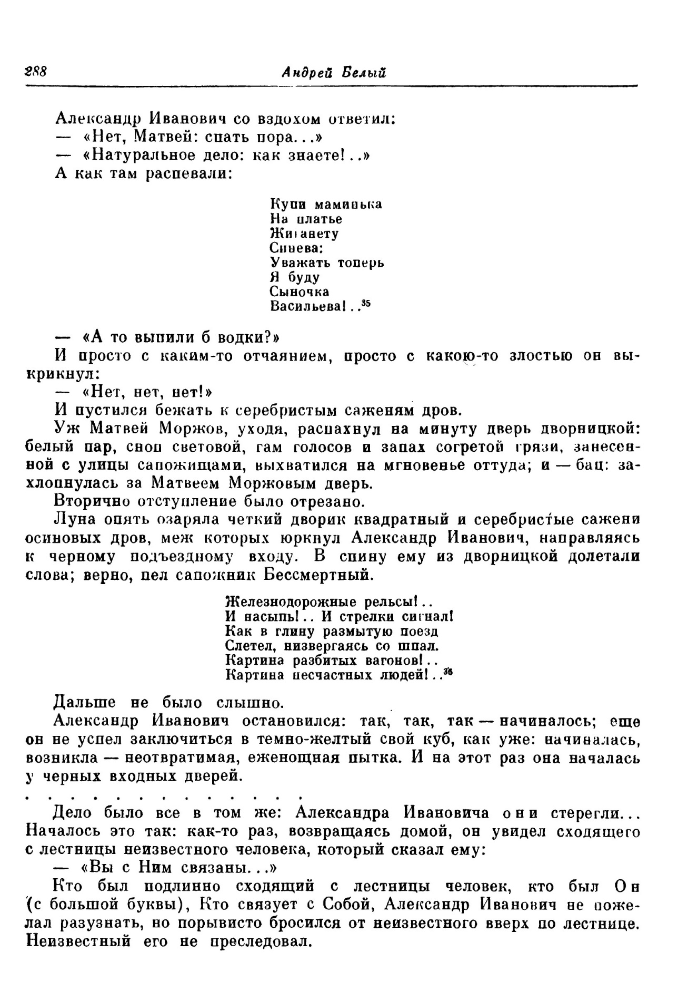 288 Андрей Белый
Александр Иванович со вздохом ответил:
— «Нет, Матвей: спать пора...»
— «Натуральное дело: как знаете!..»
А как там распевали:
Купи маминька
На платье
Жиганету
Синева:
Уважать топерь
Я буду
Сыночка
Васильева!..³⁵
— «А то выпили б водки?»
И просто с каким-то отчаянием, просто с какою-то злостью он вы-
крикнул:
— «Нет, нет, нет!»
И пустился бежать к серебристым саженям дров.
Уж Матвей Моржов, уходя, распахнул на минуту дверь дворницкой:
белый пар, сноп световой, гам голосов и запах согретой грязи, занесен-
ной с улицы сапожищами, выхватился на мгновенье оттуда; и — бац: за-
хлопнулась за Матвеем Моржовым дверь.
Вторично отступление было отрезано.
Луна опять озаряла четкий дворик квадратный и серебристые сажени
осиновых дров, меж которых юркнул Александр Иванович, направляясь
к черному подъездному входу. В спину ему из дворницкой долетали
слова; верно, пел сапожник Бессмертный.
Железнодорожные рельсы!..
И насыпь!.. И стрелки сигнал!
Как в глину размытую поезд
Слетел, низвергаясь со шпал.
Картина разбитых вагонов!..
Картина несчастных людей!..³⁶
Дальше не было слышно.
Александр Иванович остановился: так, так, так — начиналось; еще
он не успел заключиться в темно-желтый свой куб, как уже: начиналась,
возникла — неотвратимая, еженощная пытка. И на этот раз она началась
у черных входных дверей.
. . . . . . . . . . . . .
Дело было все в том же: Александра Ивановича они стерегли...
Началось это так: как-то раз, возвращаясь домой, он увидел сходящего
с лестницы неизвестного человека, который сказал ему:
— «Вы с Ним связаны...»
Кто был подлинно сходящий с лестницы человек, кто был Он
(с большой буквы), Кто связует с Собой, Александр Иванович не поже-
лал разузнать, но порывисто бросился от неизвестного вверх по лестнице.
Неизвестный его не преследовал.